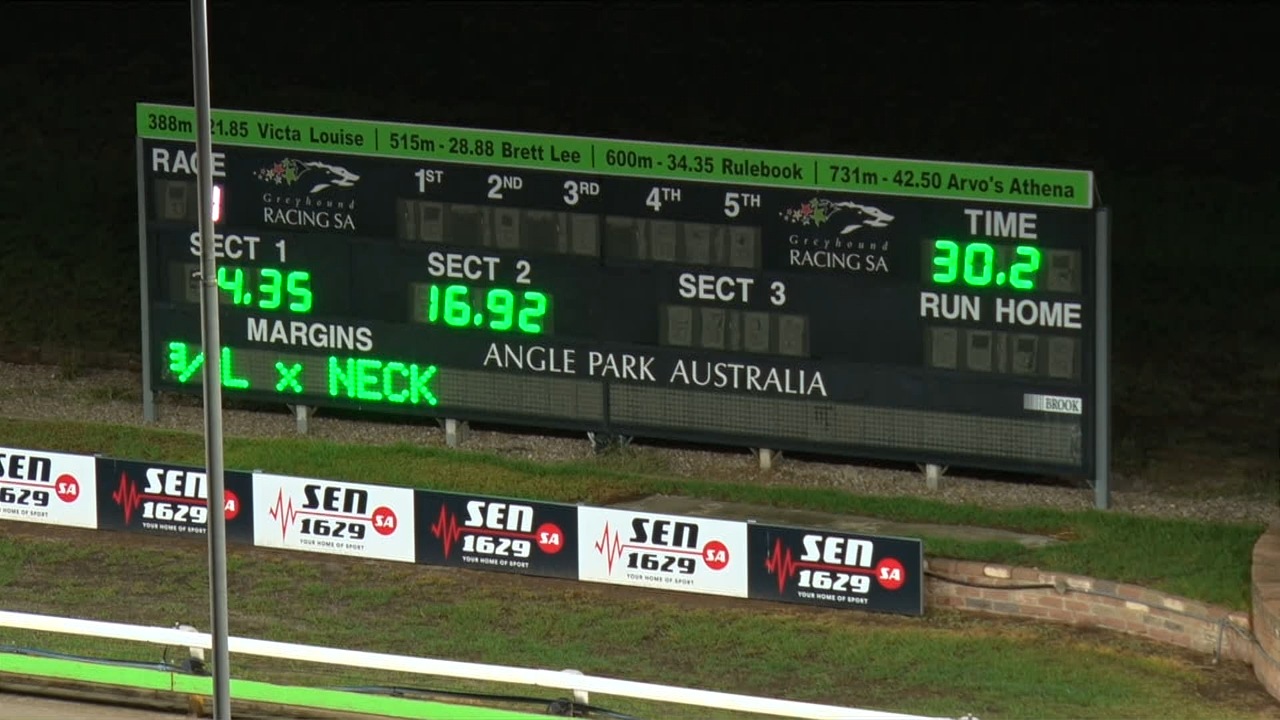 388m 21.85 Victa Louise | 515m - 28.88 Brett Lee | 600m - 34.35 Rulebook | 731m - 42.50 Arvo's Athena
RACE
1
Greyhound
RACING SA
1ST 2ND 3RD 4TH 5TH
Greyhound
RACING SA
TIME
30.2
SECT 1
4.35
SECT 2
16.92
SECT 3
RUN HOME
MARGINS
L x NECK
ANGLE PARK AUSTRALIA
BROOK
SEN
1629 SA
SEN
1629 SA
YOUR HOME OF SPORT
SEN
1629 SA
YOUR HOME OF SPORT
SEN
1629 SA
YOUR HOME OF SPORT
SEN
1629 SA
YOUR HOME OF SPORT
SEN
1629 SA
YOUR HOME OF SPORT